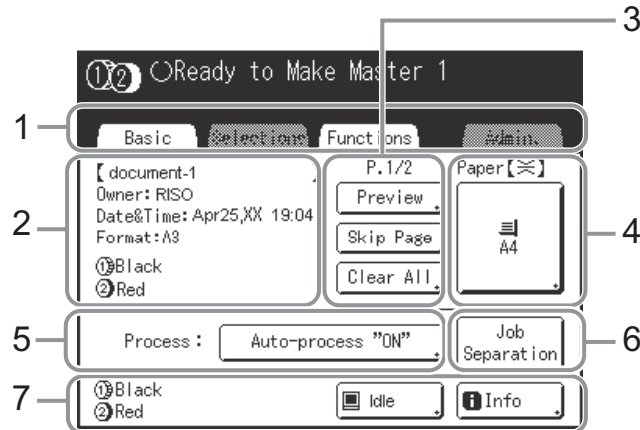 3
①② Ready to Make Master 1
1
Basic Selections Functions Admin.
2
【 document-1
Owner: RISO
Date&Time: Apr25,XX 19:04
Format: A3
①Black
②Red
P.1/2
Preview
Skip Page
Clear All
Paper【】
A4
4
5
Process: Auto-process "ON"
Job
Separation
6
7
①Black
②Red
Idle
Info